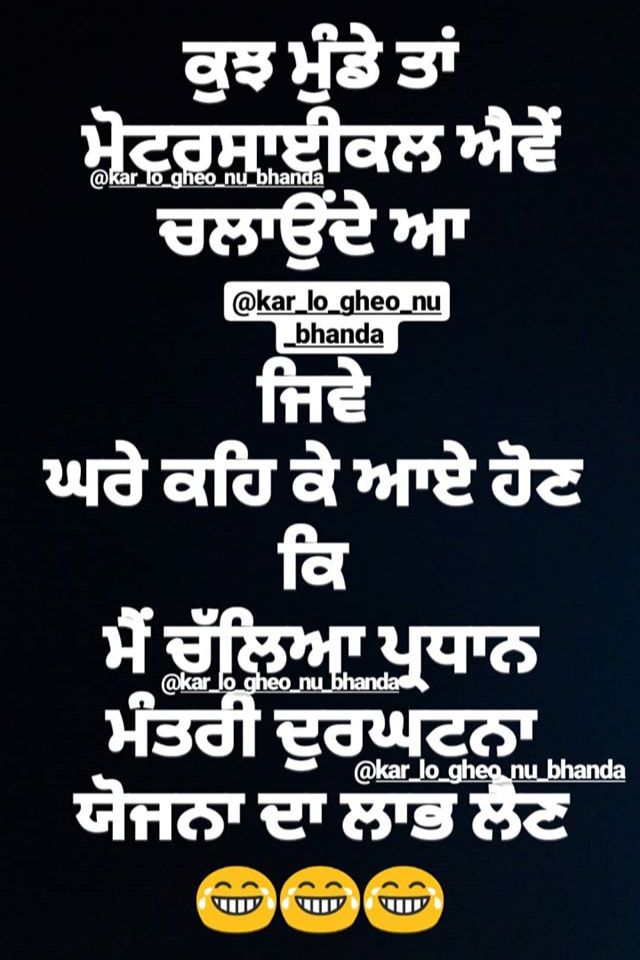 ਕੁਝ ਮੁੰਡੇ ਤਾਂ
ਮੋਟਰਸਾਈਕਲ ਐਵੇਂ
@kar_lo_gheo_nu_bhanda
ਚਲਾਉਂਦੇ ਆ
@kar_lo_gheo_nu
_bhanda
ਜਿਵੇ
ਘਰੇ ਕਹਿ ਕੇ ਆਏ ਹੋਣ
ਕਿ
ਮੈਂ ਚੱਲਿਆ ਪ੍ਰਧਾਨ
@kar_lo_gheo_nu_bhanda
ਮੰਤਰੀ ਦੁਰਘਟਨਾ
@kar_lo_gheo_nu_bhanda
ਯੋਜਨਾ ਦਾ ਲਾਭ ਲੈਣ
😂😂😂